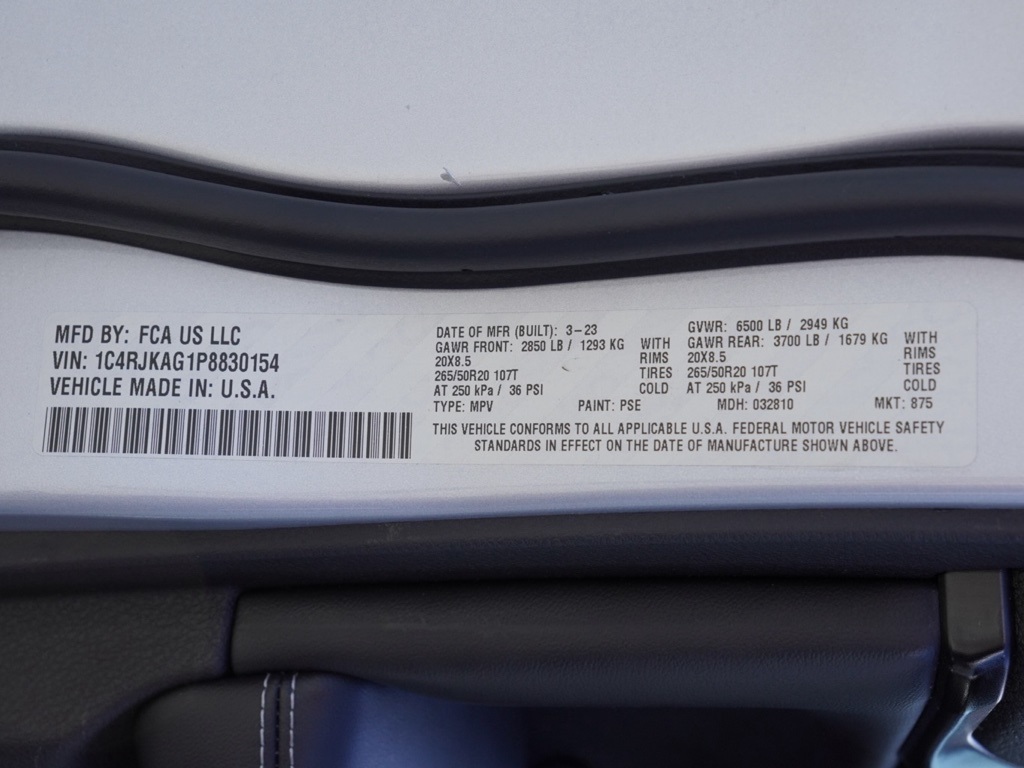 MFD BY: FCA US LLC
VIN: 1C4RJKAG1P8830154
VEHICLE MADE IN: U.S.A.
DATE OF MFR (BUILT): 3-23
GAWR FRONT: 2850 LB / 1293 KG WITH
20X8.5 RIMS
265/50R20 107T TIRES
AT 250 kPa / 36 PSI COLD
GVWR: 6500 LB / 2949 KG
GAWR REAR: 3700 LB / 1679 KG WITH
20X8.5 RIMS
265/50R20 107T TIRES
AT 250 kPa / 36 PSI COLD
TYPE: MPV PAINT: PSE MDH: 032810 MKT: 875
THIS VEHICLE CONFORMS TO ALL APPLICABLE U.S.A. FEDERAL MOTOR VEHICLE SAFETY
STANDARDS IN EFFECT ON THE DATE OF MANUFACTURE SHOWN ABOVE.